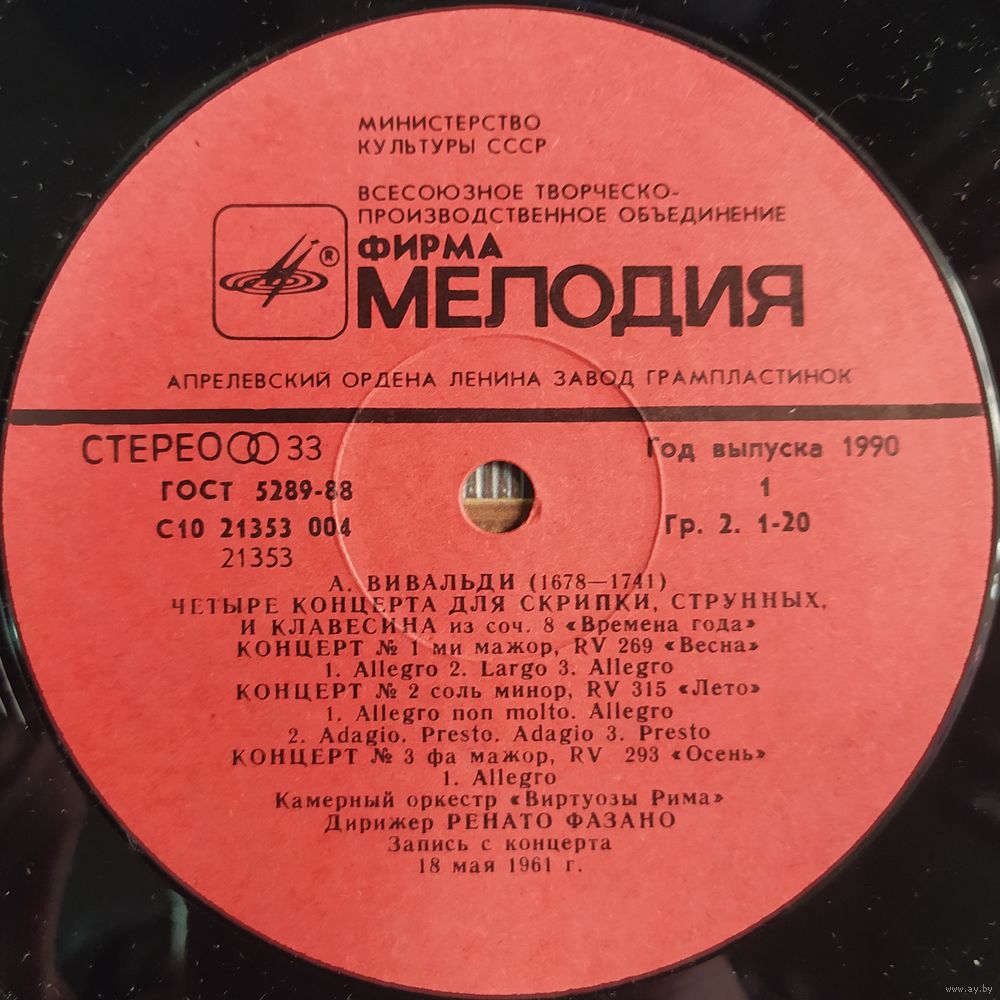 МИНИСТЕРСТВО
КУЛЬТУРЫ СССР
ВСЕСОЮЗНОЕ ТВОРЧЕСКО-
ПРОИЗВОДСТВЕННОЕ ОБЪЕДИНЕНИЕ
ФИРМА
®
МЕЛОДИЯ
АПРЕЛЕВСКИЙ ОРДЕНА ЛЕНИНА ЗАВОД ГРАМПЛАСТИНОК
СТЕРЕО 33
Год выпуска 1990
ГОСТ 5289-88
1
С10 21353 004
Гр. 2. 1-20
21353
А. ВИВАЛЬДИ (1678—1741)
ЧЕТЫРЕ КОНЦЕРТА ДЛЯ СКРИПКИ, СТРУННЫХ,
И КЛАВЕСИНА из соч. 8 «Времена года»
КОНЦЕРТ № 1 ми мажор, RV 269 «Весна»
1. Allegro 2. Largo 3. Allegro
КОНЦЕРТ № 2 соль минор, RV 315 «Лето»
1. Allegro non molto. Allegro
2. Adagio. Presto. Adagio 3. Presto
КОНЦЕРТ № 3 фа мажор, RV 293 «Осень»
1. Allegro
Камерный оркестр «Виртуозы Рима»
Дирижер РЕНАТО ФАЗАНО
Запись с концерта
18 мая 1961 г.
www.ay.by